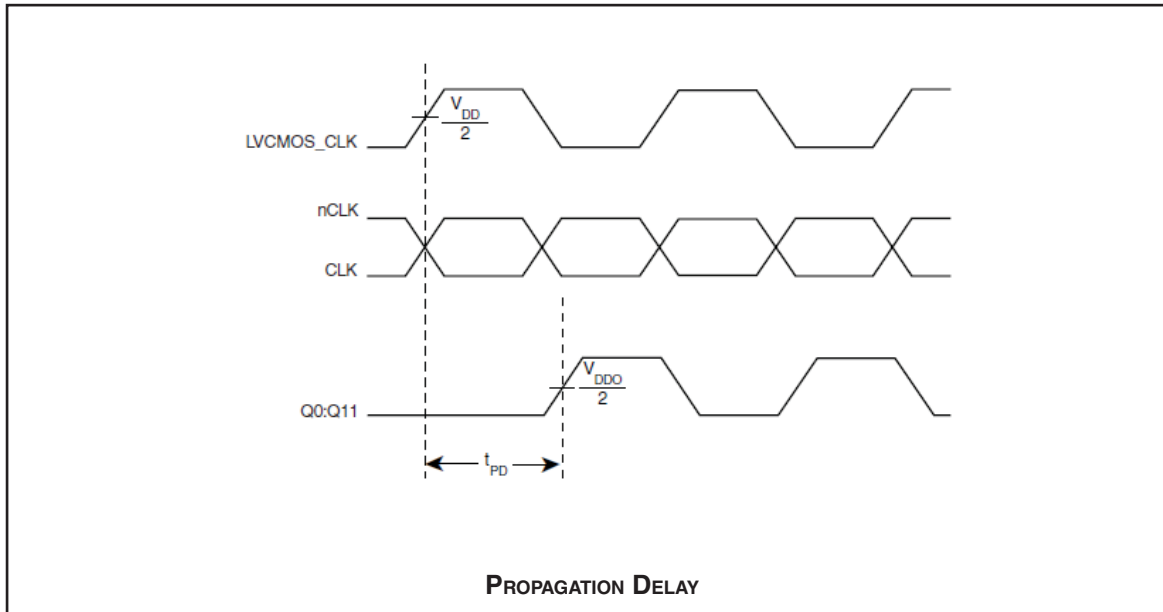 V_DD
2
LVCMOS_CLK
nCLK
CLK
V_DDO
2
Q0:Q11
t_PD
PROPAGATION DELAY